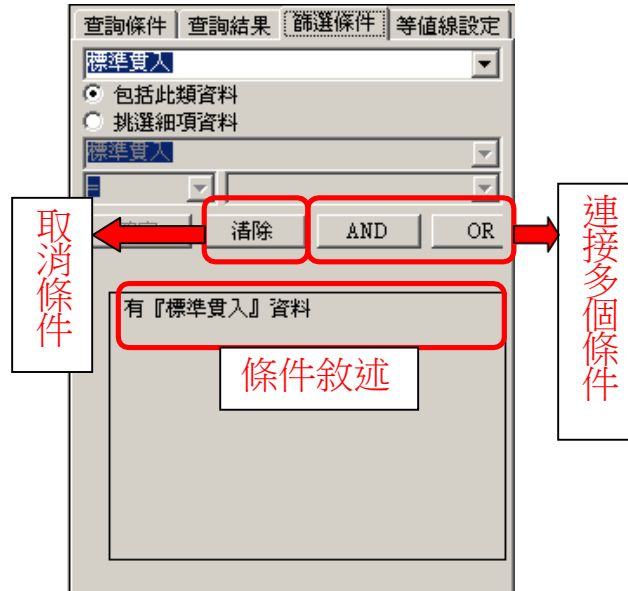 查詢條件 查詢結果 篩選條件 等值線設定
標準貫入
包括此類資料
挑選細項資料
標準貫入
=
清除 AND OR
取消條件
連接多個條件
有『標準貫入』資料
條件敘述